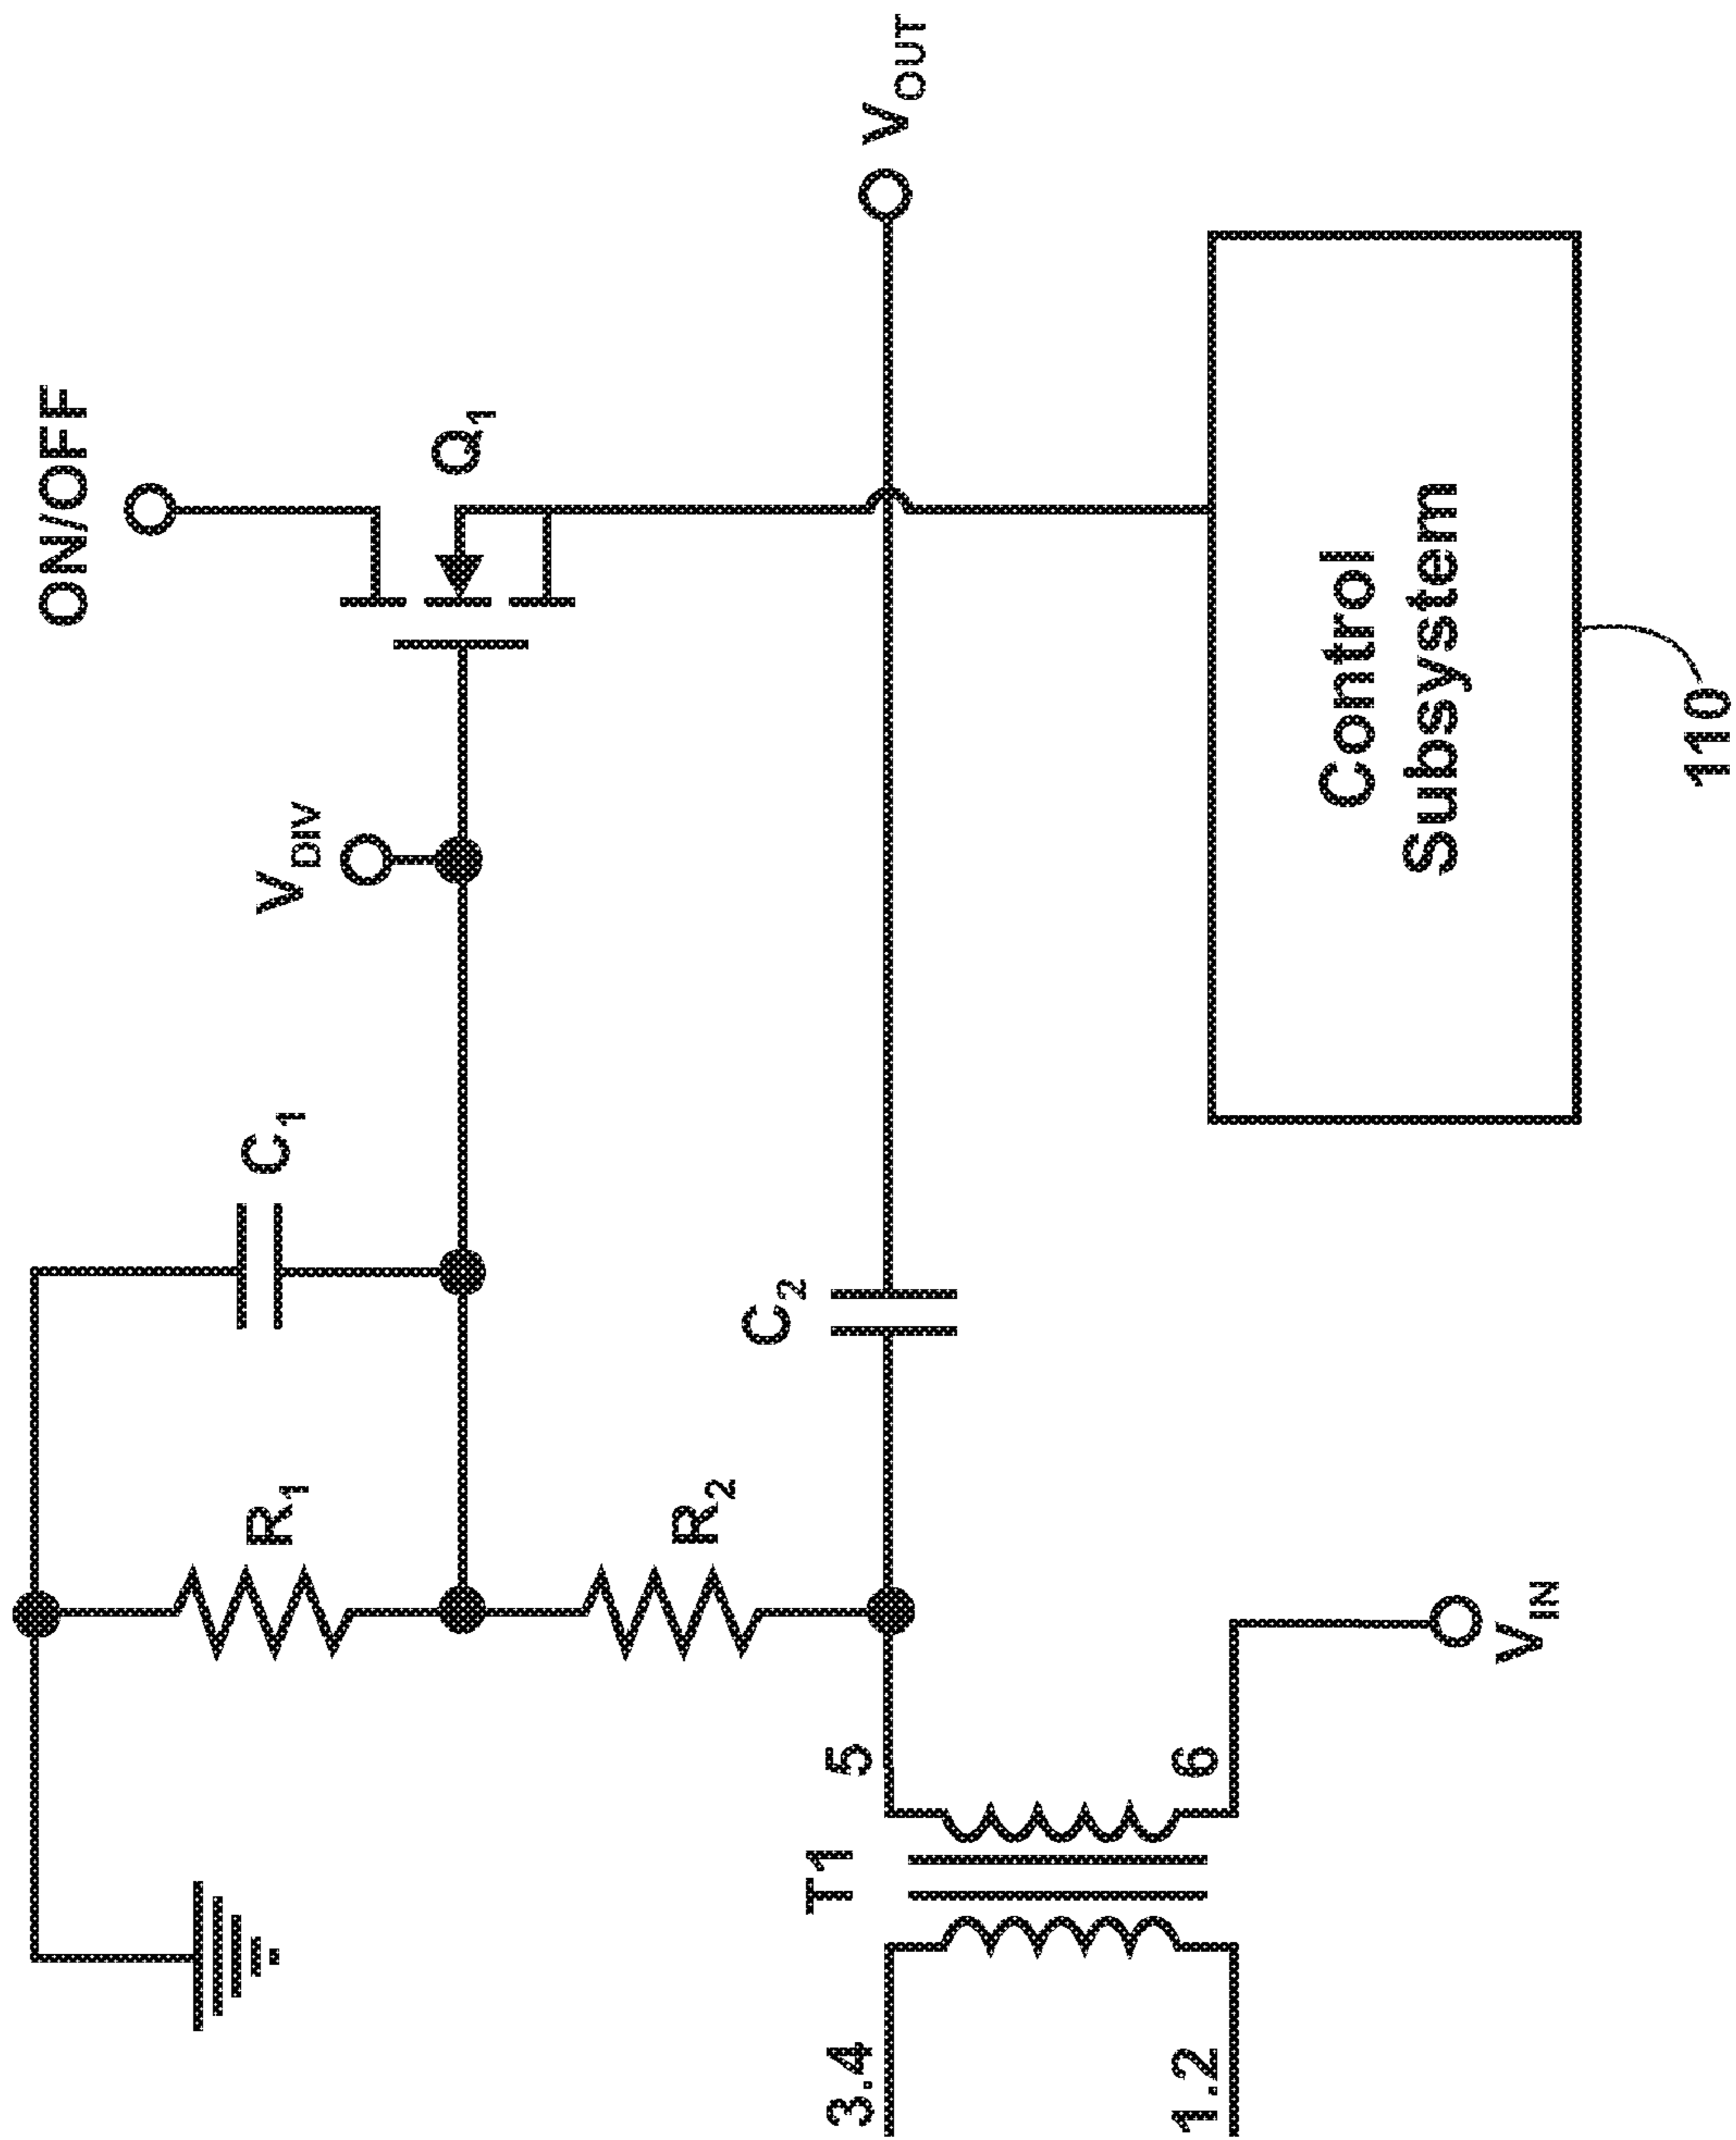 ON/OFF
Q1
VDIV
VOUT
C1
R1
C2
R2
Control
Subsystem
110
T1
5
6
3.4
1.2
VIN